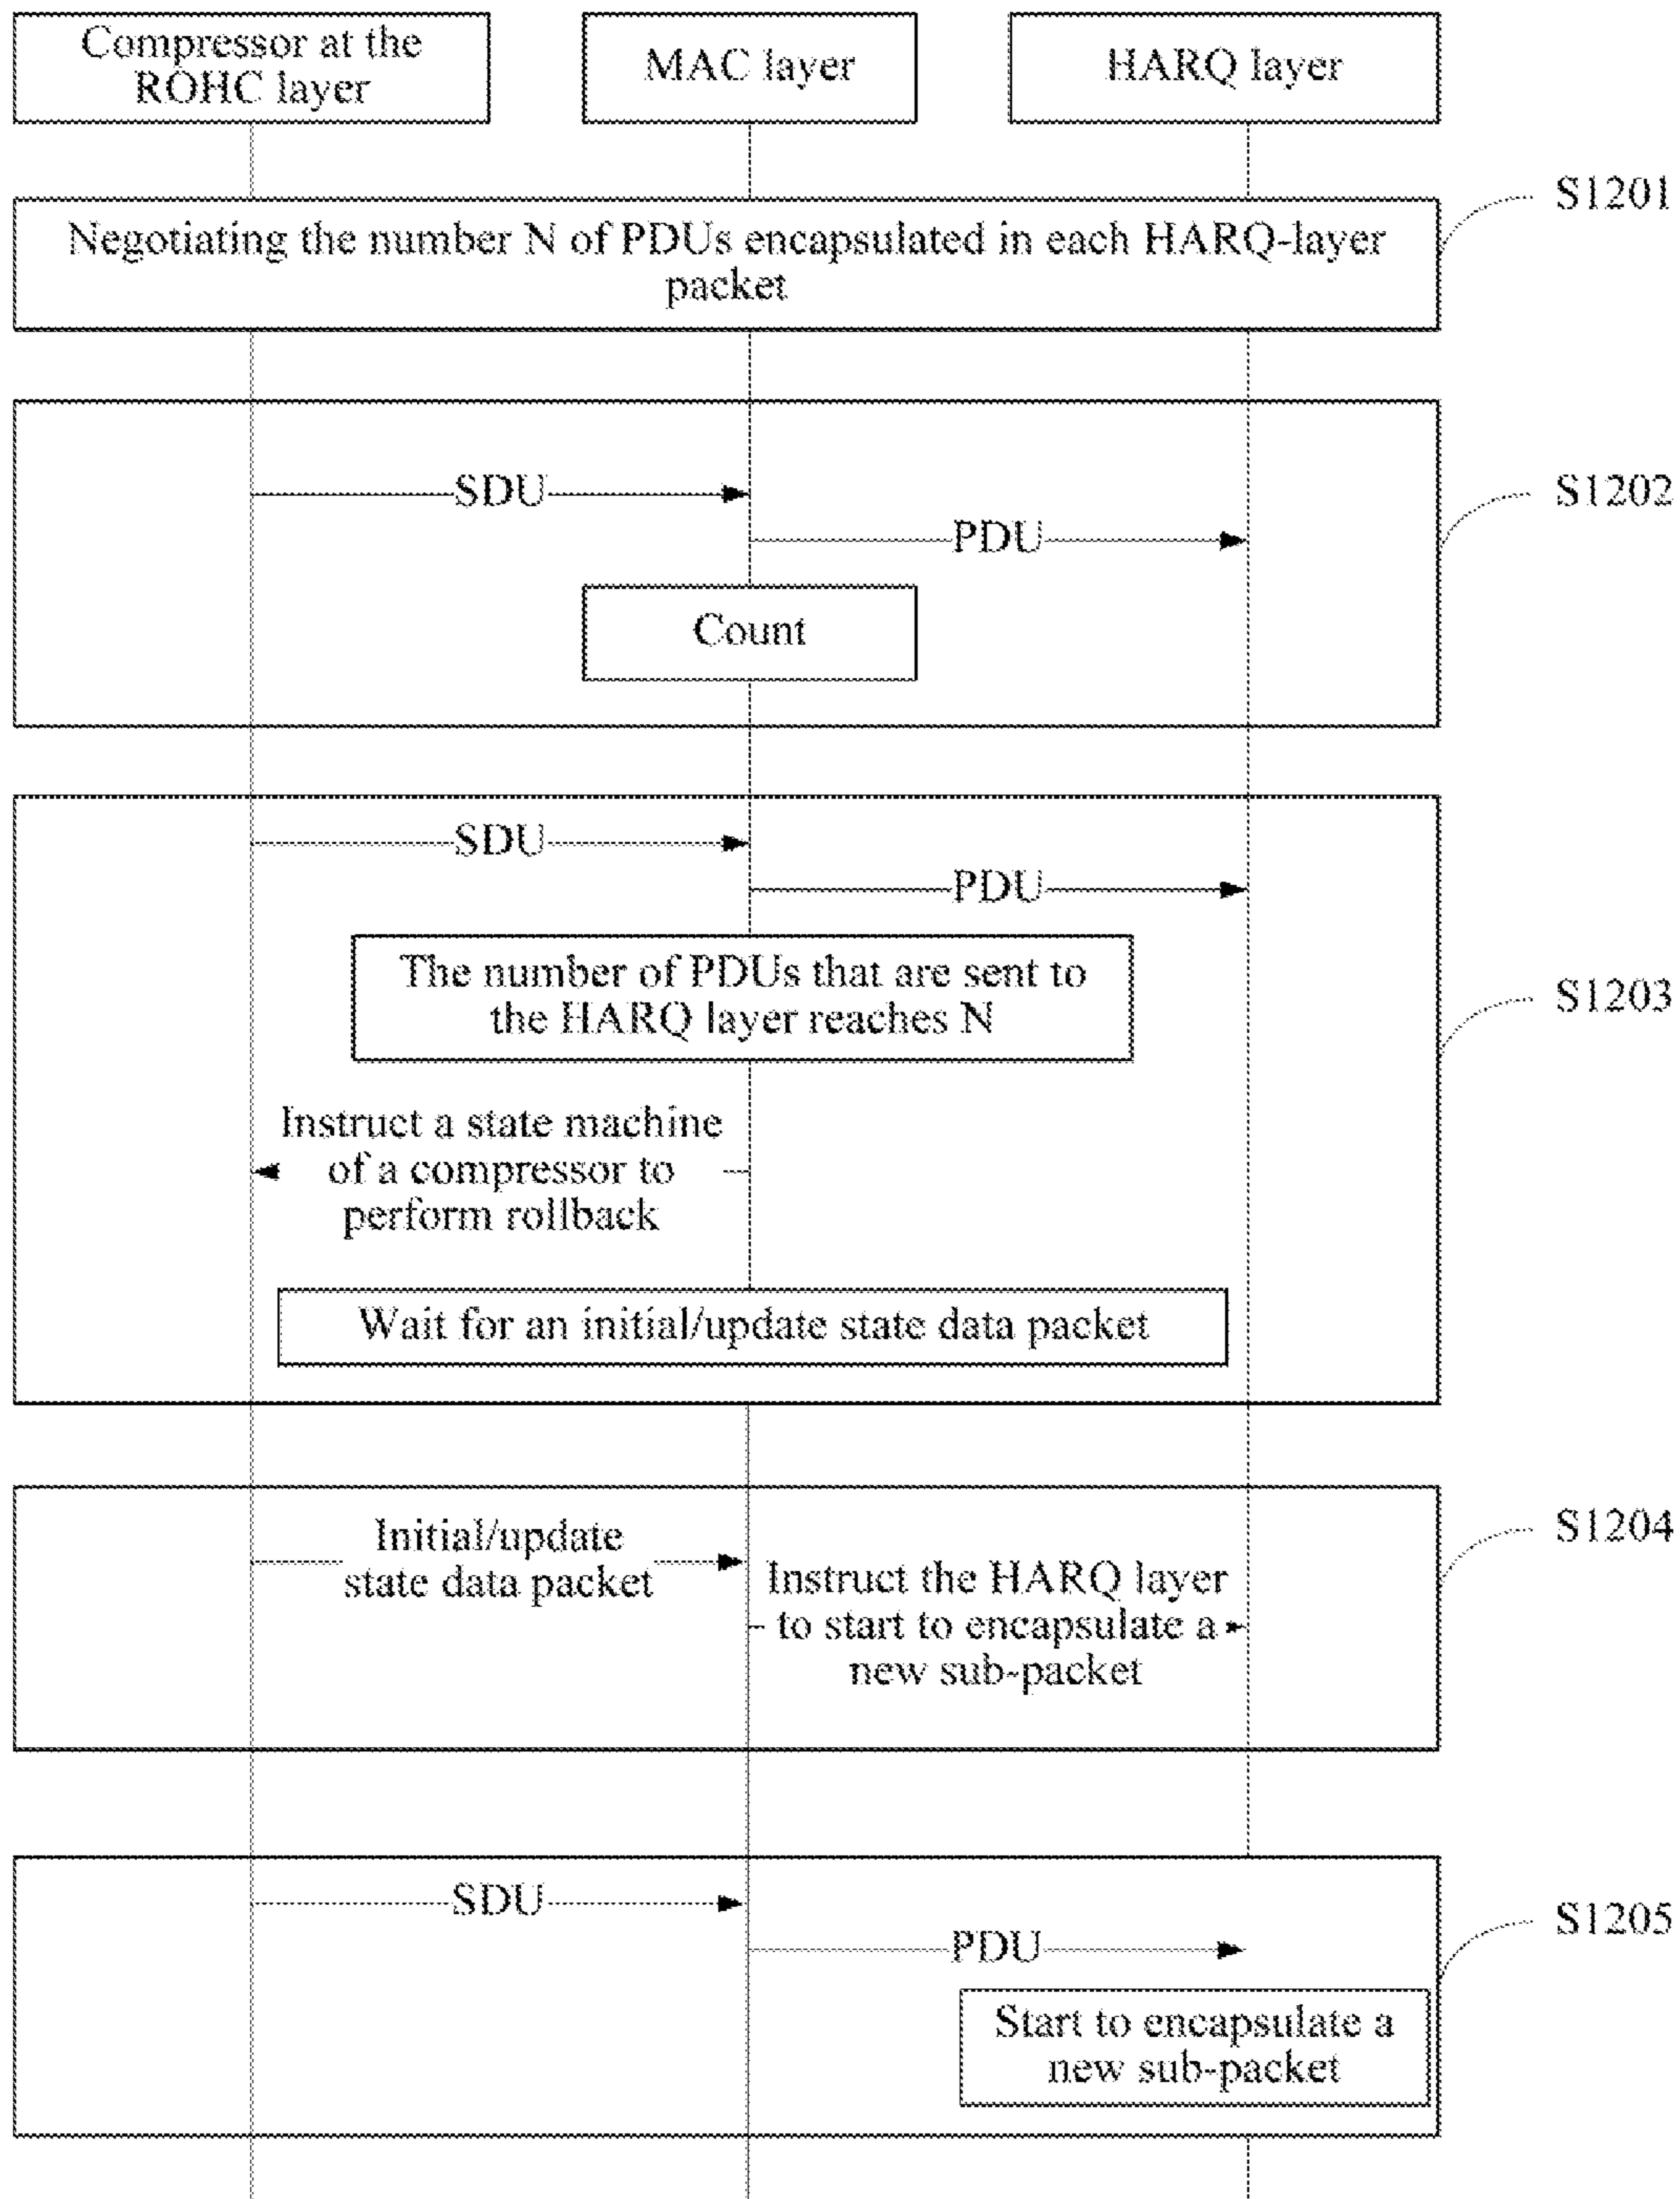 Compressor at the
ROHC layer
MAC layer
HARQ layer
S1201
Negotiating the number N of PDUs encapsulated in each HARQ-layer
packet
SDU
S1202
PDU
Count
SDU
PDU
The number of PDUs that are sent to
the HARQ layer reaches N
S1203
Instruct a state machine
of a compressor to
perform rollback
Wait for an initial/update state data packet
S1204
Initial/update
state data packet
Instruct the HARQ layer
to start to encapsulate a
new sub-packet
SDU
S1205
PDU
Start to encapsulate a
new sub-packet